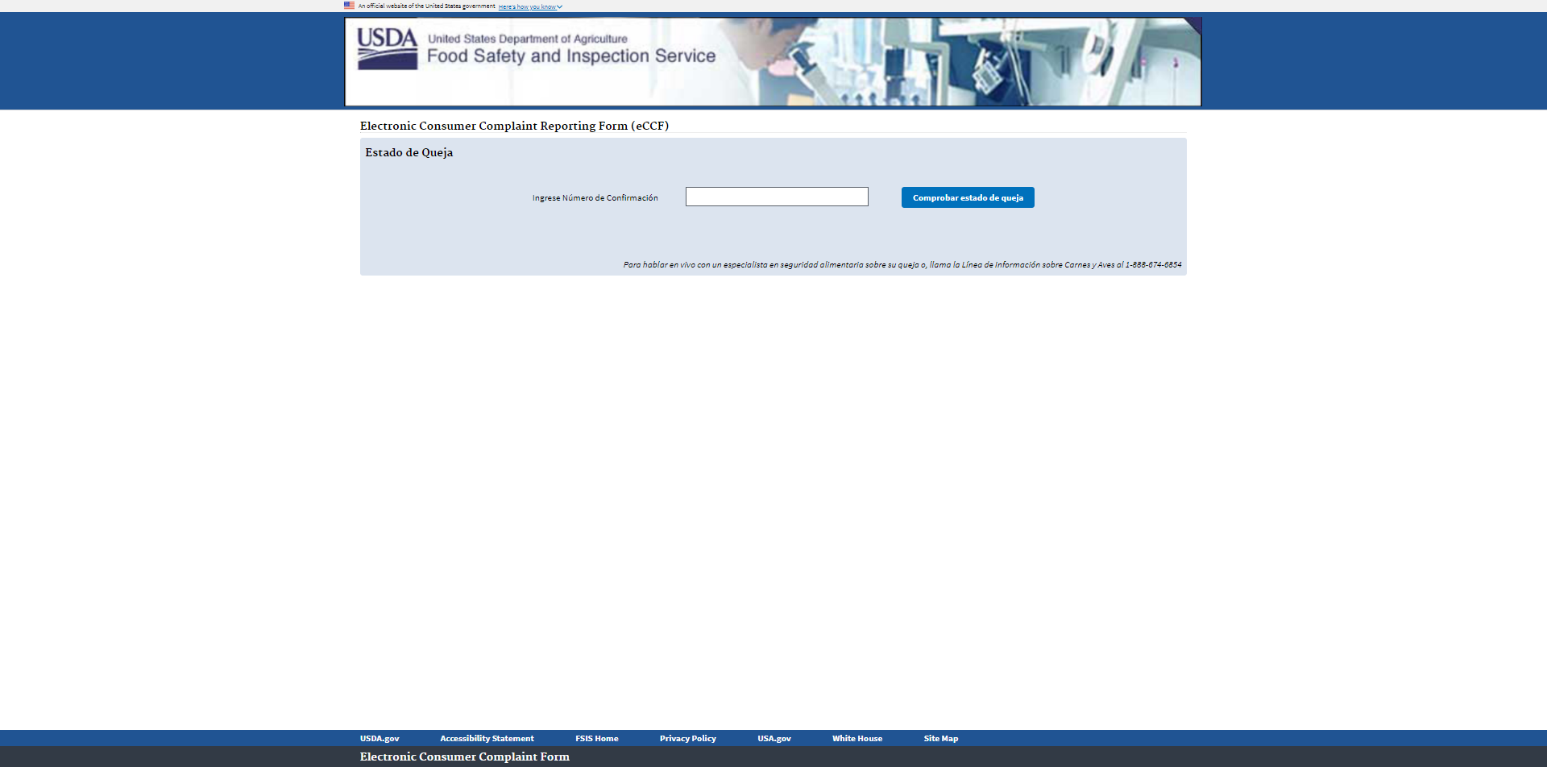 An official website of the United States government Here's how you know
USDA
United States Department of Agriculture
Food Safety and Inspection Service
Electronic Consumer Complaint Reporting Form (eCCF)
Estado de Queja
Ingrese Número de Confirmación
Comprobar estado de queja
Para hablar en vivo con un especialista en seguridad alimentaria sobre su queja o, llama la Línea de Información sobre Carnes y Aves al 1-888-674-6854
USDA.gov Accessibility Statement FSIS Home Privacy Policy USA.gov White House Site Map
Electronic Consumer Complaint Form